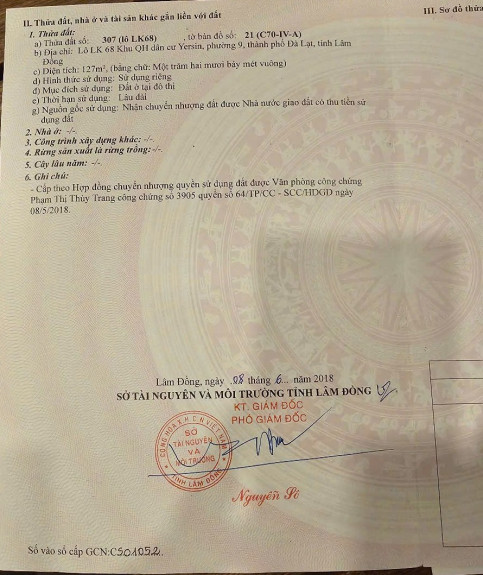 II. Thửa đất, nhà ở và tài sản khác gắn liền với đất
III. Sơ đồ thửa
1. Thửa đất:
a) Thửa đất số: 307 (lô LK68) , tờ bản đồ số: 21 (C70-IV-A)
b) Địa chỉ: Lô LK 68 Khu QH dân cư Yersin, phường 9, thành phố Đà Lạt, tỉnh Lâm
Đồng
c) Diện tích: 127m², (bằng chữ: Một trăm hai mươi bảy mét vuông)
d) Hình thức sử dụng: Sử dụng riêng
đ) Mục đích sử dụng: Đất ở tại đô thị
e) Thời hạn sử dụng: Lâu dài
g) Nguồn gốc sử dụng: Nhận chuyển nhượng đất được Nhà nước giao đất có thu tiền sử
dụng đất
2. Nhà ở: -/-
3. Công trình xây dựng khác: -/-
4. Rừng sản xuất là rừng trồng: -/-
5. Cây lâu năm: -/-
6. Ghi chú:
- Cấp theo Hợp đồng chuyển nhượng quyền sử dụng đất được Văn phòng công chứng
Phạm Thị Thùy Trang công chứng số 3905 quyển số 64/TP/CC - SCC/HDGD ngày
08/5/2018.
Lâm Đồng, ngày 08 tháng 6 năm 2018
SỞ TÀI NGUYÊN VÀ MÔI TRƯỜNG TỈNH LÂM ĐỒNG
KT. GIÁM ĐỐC
PHÓ GIÁM ĐỐC
CỘNG HÒA X.H.C.N VIỆT NAM
SỞ
TÀI NGUYÊN
VÀ
MÔI TRƯỜNG
TỈNH LÂM ĐỒNG
Nguyễn
Số vào sổ cấp GCN:CS01052